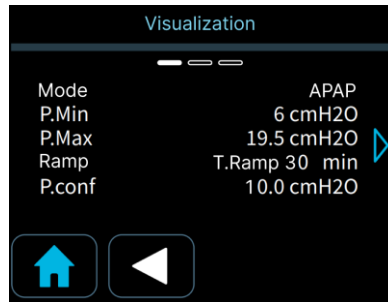 Visualization
Mode APAP
P.Min 6 cmH2O
P.Max 19.5 cmH2O
Ramp T.Ramp 30 min
P.conf 10.0 cmH2O